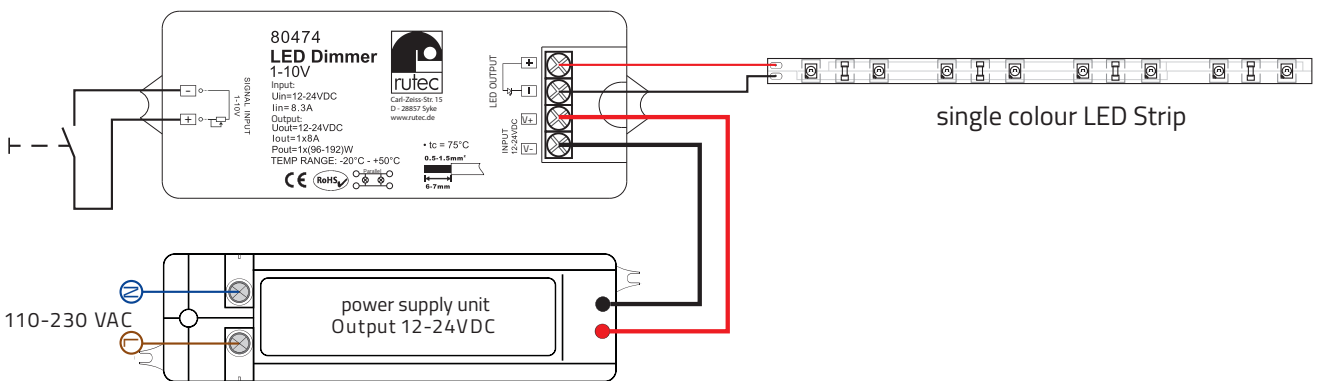 80474
LED Dimmer
1-10V
Input:
Uin=12-24VDC
Iin= 8.3A
Output:
Uout=12-24VDC
Iout=1x8A
Pout=1x(96-192)W
TEMP RANGE: -20°C - +50°C
CE RoHS
Parallel
rutec
Carl-Zeiss-Str. 15
D - 28857 Syke
www.rutec.de
• tc = 75°C
0.5-1.5mm²
6-7mm
-
+
SIGNAL INPUT
1-10V
LED OUTPUT
+
-
INPUT
12-24VDC
V+
V-
single colour LED Strip
110-230 VAC
N
L
power supply unit
Output 12-24VDC